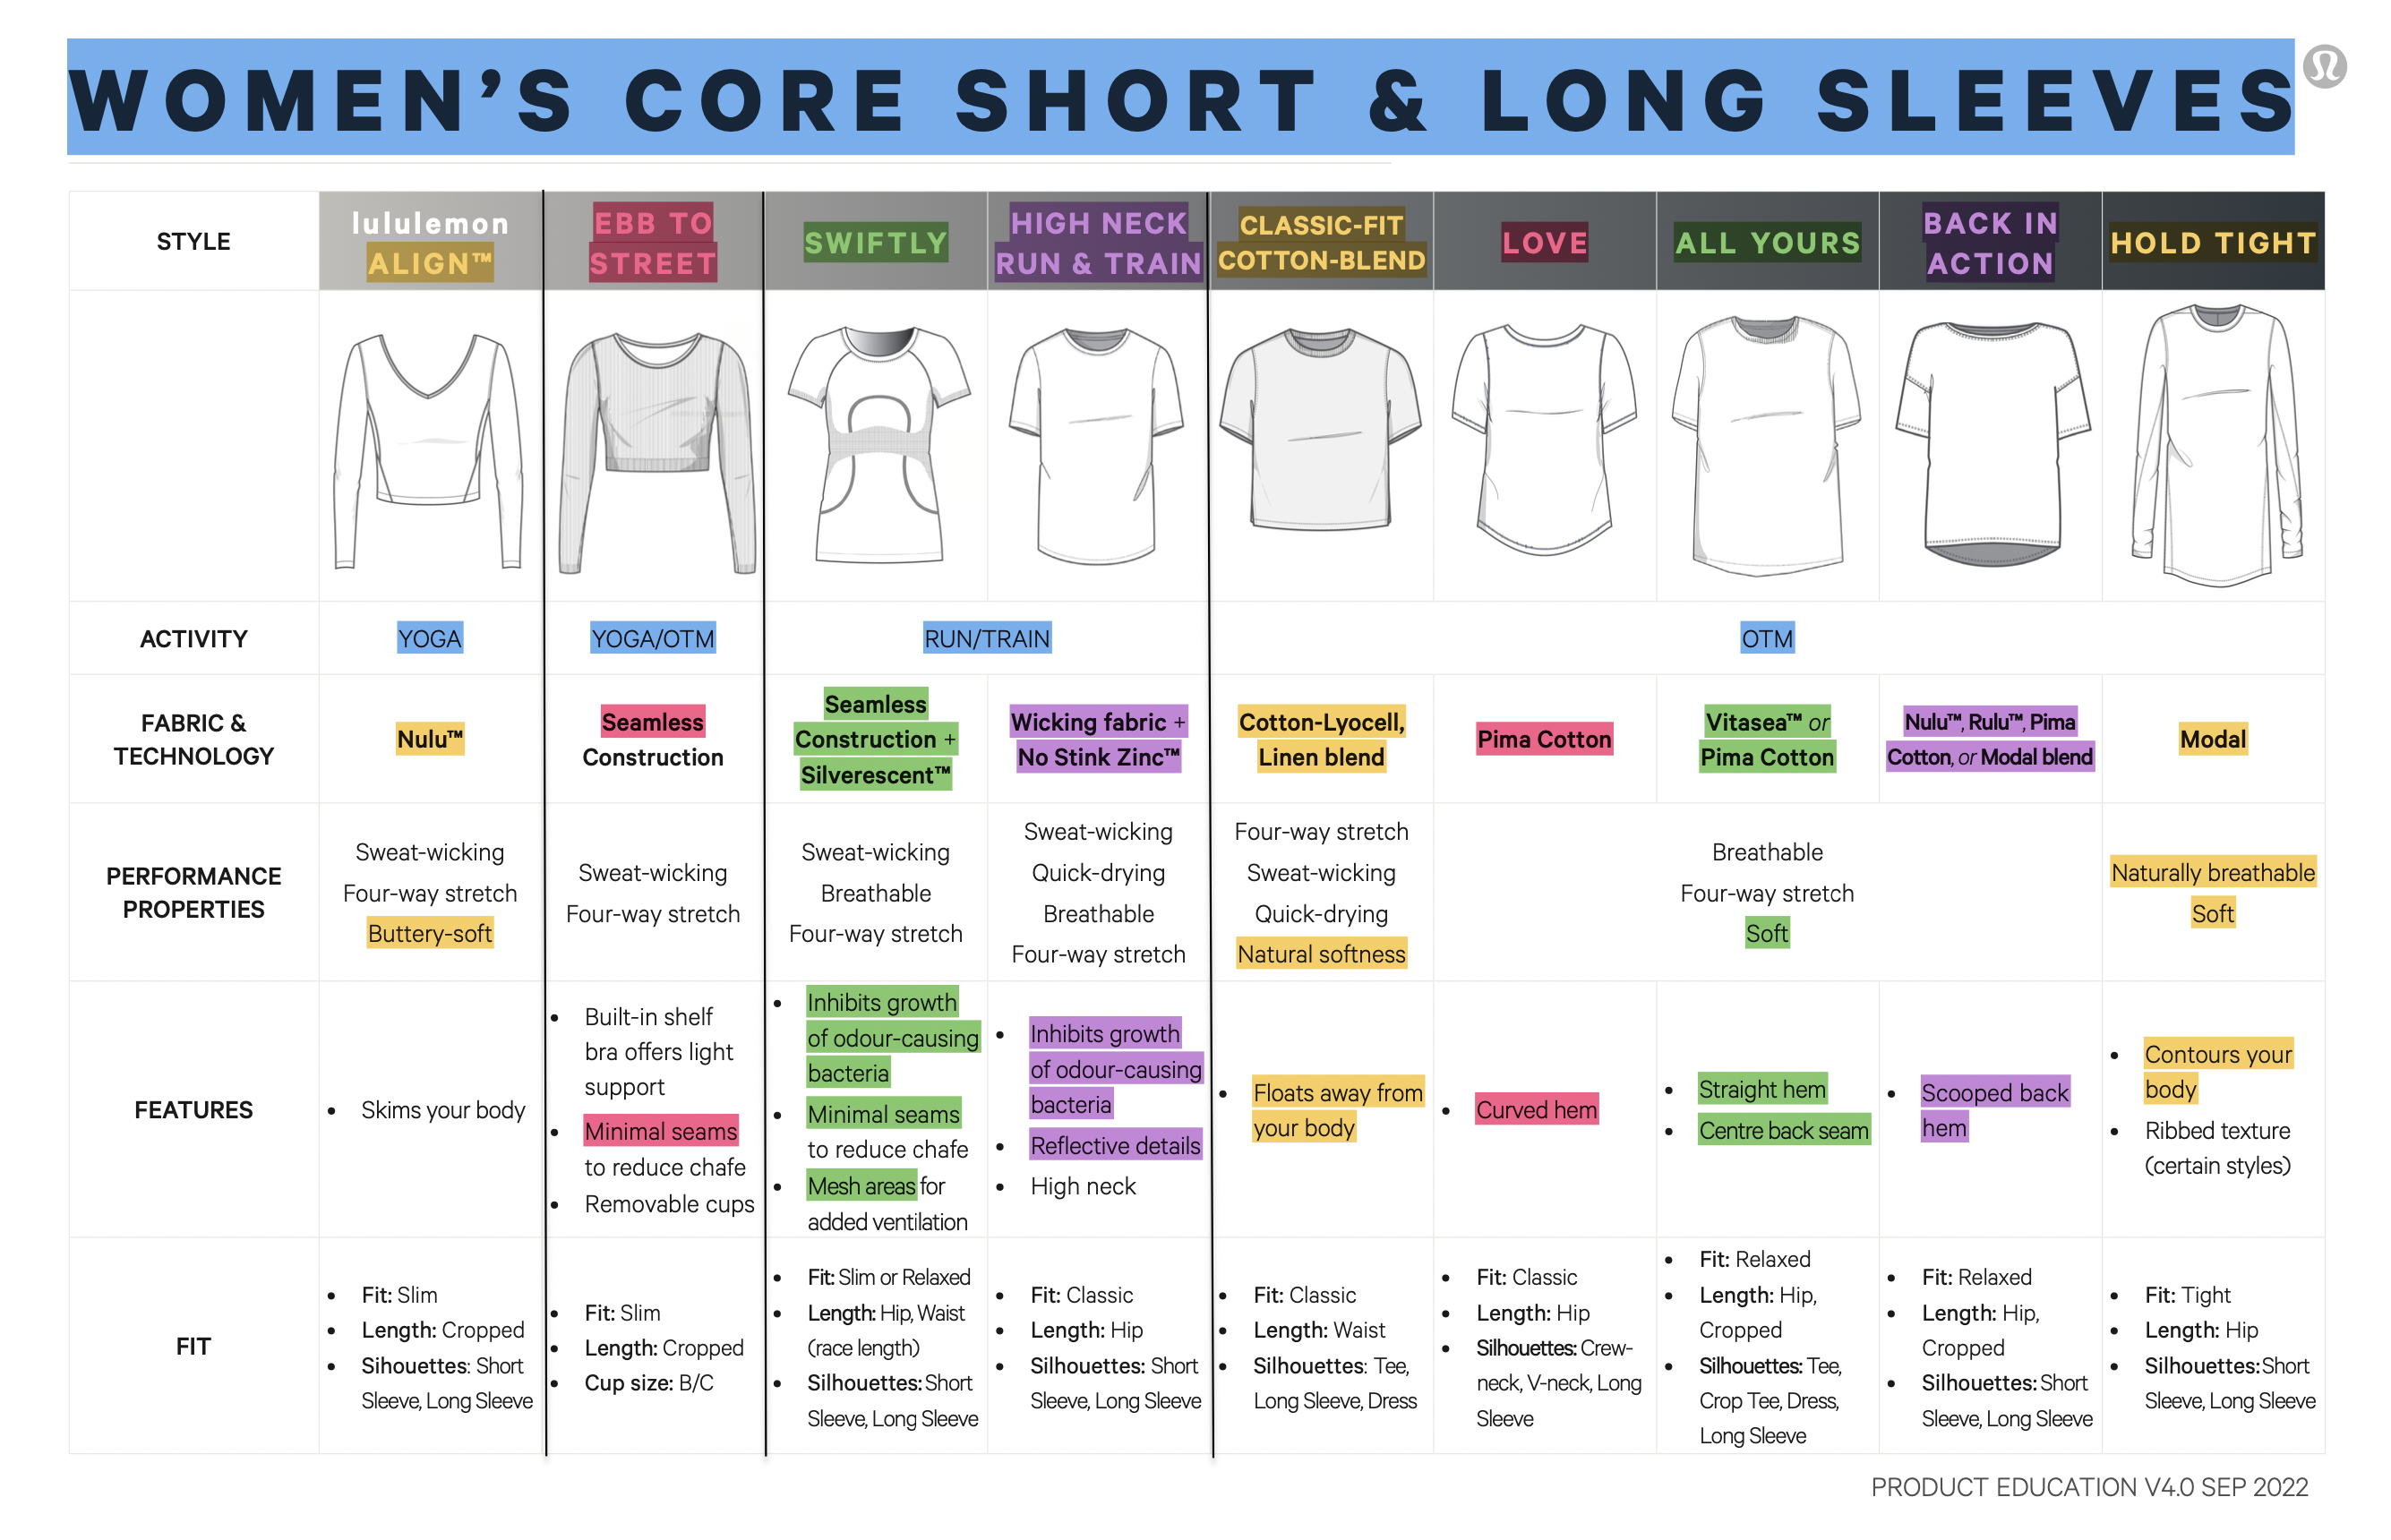 WOMEN’S CORE SHORT & LONG SLEEVES
STYLE
lululemon
ALIGN™
EBB TO
STREET
SWIFTLY
HIGH NECK
RUN & TRAIN
CLASSIC-FIT
COTTON-BLEND
LOVE
ALL YOURS
BACK IN
ACTION
HOLD TIGHT
ACTIVITY
YOGA
YOGA/OTM
RUN/TRAIN
OTM
FABRIC &
TECHNOLOGY
Nulu™
Seamless
Construction
Seamless
Construction +
Silverescent™
Wicking fabric +
No Stink Zinc™
Cotton-Lyocell,
Linen blend
Pima Cotton
Vitasea™ or
Pima Cotton
Nulu™, Rulu™, Pima
Cotton, or Modal blend
Modal
PERFORMANCE
PROPERTIES
Sweat-wicking
Four-way stretch
Buttery-soft
Sweat-wicking
Four-way stretch
Sweat-wicking
Breathable
Four-way stretch
Sweat-wicking
Quick-drying
Breathable
Four-way stretch
Four-way stretch
Sweat-wicking
Quick-drying
Natural softness
Breathable
Four-way stretch
Soft
Naturally breathable
Soft
FEATURES
• Skims your body
• Built-in shelf
bra offers light
support
• Minimal seams
to reduce chafe
• Removable cups
• Inhibits growth
of odour-causing
bacteria
• Minimal seams
to reduce chafe
• Mesh areas for
added ventilation
• Inhibits growth
of odour-causing
bacteria
• Reflective details
• High neck
• Floats away from
your body
• Curved hem
• Straight hem
• Centre back seam
• Scooped back
hem
• Contours your
body
• Ribbed texture
(certain styles)
FIT
• Fit: Slim
• Length: Cropped
• Sihouettes: Short
Sleeve, Long Sleeve
• Fit: Slim
• Length: Cropped
• Cup size: B/C
• Fit: Slim or Relaxed
• Length: Hip, Waist
(race length)
• Silhouettes: Short
Sleeve, Long Sleeve
• Fit: Classic
• Length: Hip
• Silhouettes: Short
Sleeve, Long Sleeve
• Fit: Classic
• Length: Waist
• Silhouettes: Tee,
Long Sleeve, Dress
• Fit: Classic
• Length: Hip
• Silhouettes: Crew-
neck, V-neck, Long
Sleeve
• Fit: Relaxed
• Length: Hip,
Cropped
• Silhouettes: Tee,
Crop Tee, Dress,
Long Sleeve
• Fit: Relaxed
• Length: Hip,
Cropped
• Silhouettes: Short
Sleeve, Long Sleeve
• Fit: Tight
• Length: Hip
• Silhouettes: Short
Sleeve, Long Sleeve
PRODUCT EDUCATION V4.0 SEP 2022